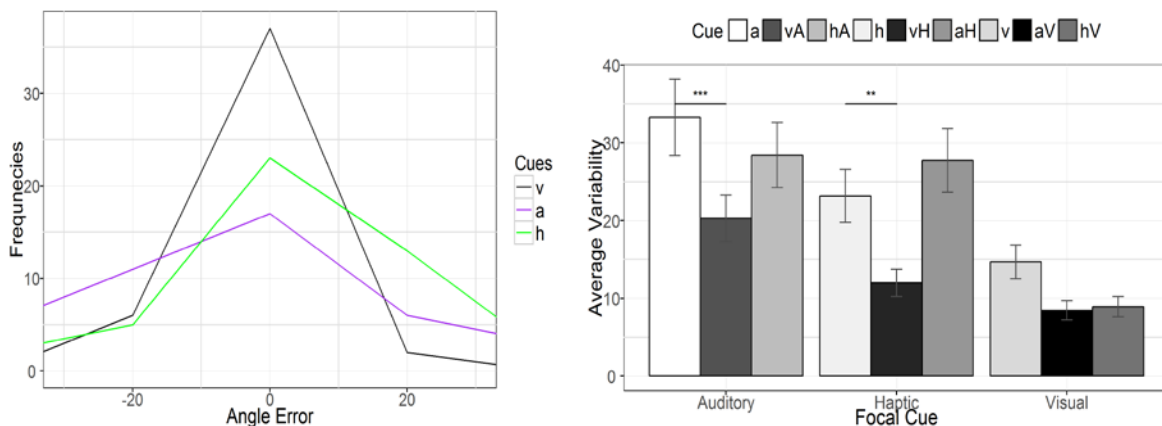 Frequnecies
30
20
10
0
-20
0
20
Angle Error
Cues
v
a
h
Cue a vA hA h vH aH v aV hV
Average Variability
40
30
20
10
0
***
**
Auditory
Haptic
Visual
Focal Cue